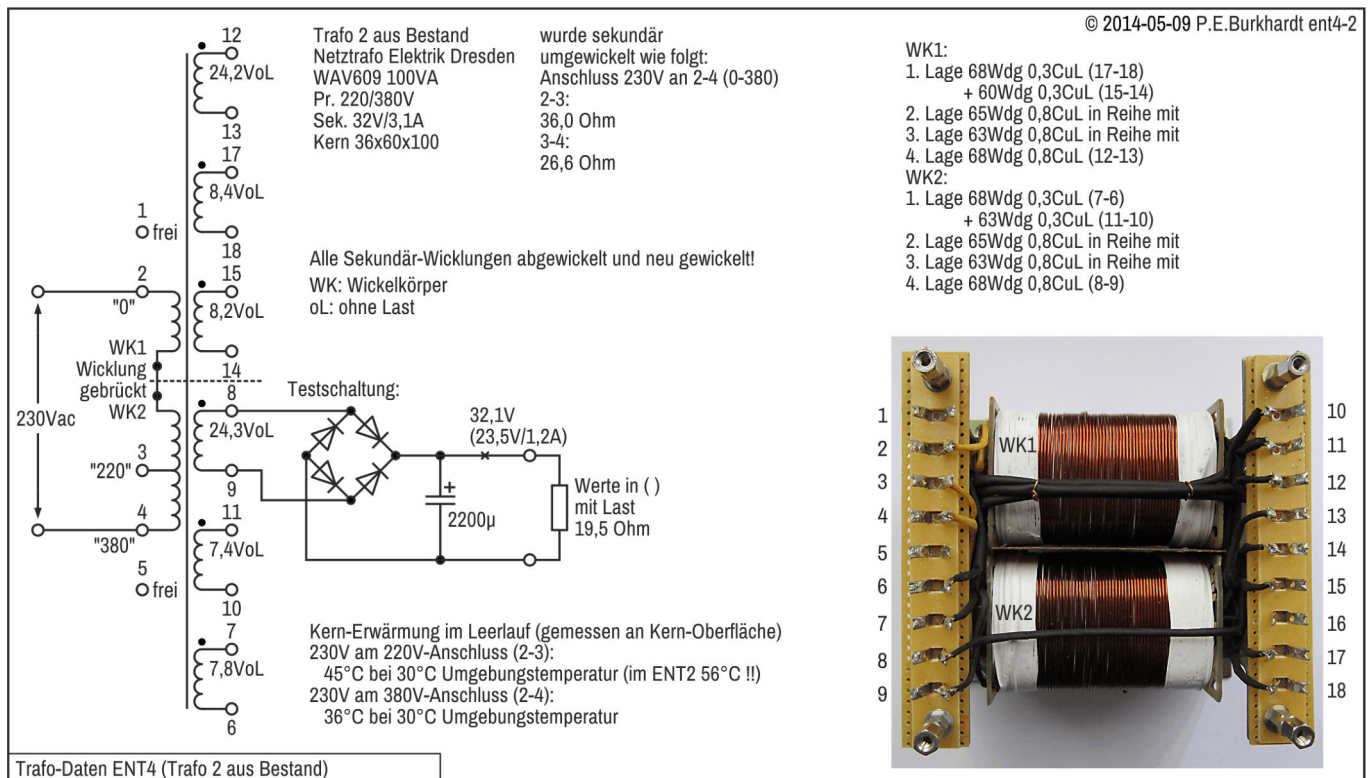 © 2014-05-09 P.E.Burkhardt ent4-2
Trafo 2 aus Bestand
Netztrafo Elektrik Dresden
WAV609 100VA
Pr. 220/380V
Sek. 32V/3,1A
Kern 36x60x100
wurde sekundär
umgewickelt wie folgt:
Anschluss 230V an 2-4 (0-380)
2-3:
36,0 Ohm
3-4:
26,6 Ohm
WK1:
1. Lage 68Wdg 0,3CuL (17-18)
+ 60Wdg 0,3CuL (15-14)
2. Lage 65Wdg 0,8CuL in Reihe mit
3. Lage 63Wdg 0,8CuL in Reihe mit
4. Lage 68Wdg 0,8CuL (12-13)
WK2:
1. Lage 68Wdg 0,3CuL (7-6)
+ 63Wdg 0,3CuL (11-10)
2. Lage 65Wdg 0,8CuL in Reihe mit
3. Lage 63Wdg 0,8CuL in Reihe mit
4. Lage 68Wdg 0,8CuL (8-9)
Alle Sekundär-Wicklungen abgewickelt und neu gewickelt!
WK: Wickelkörper
oL: ohne Last
12
24,2VoL
13
17
8,4VoL
18
15
8,2VoL
14
8
24,3VoL
9
11
7,4VoL
10
7
7,8VoL
6
1
frei
2
"0"
WK1
Wicklung
gebrückt
WK2
230Vac
3
"220"
4
"380"
5
frei
Testschaltung:
32,1V
(23,5V/1,2A)
+
2200µ
Werte in ( )
mit Last
19,5 Ohm
Kern-Erwärmung im Leerlauf (gemessen an Kern-Oberfläche)
230V am 220V-Anschluss (2-3):
45°C bei 30°C Umgebungstemperatur (im ENT2 56°C !!)
230V am 380V-Anschluss (2-4):
36°C bei 30°C Umgebungstemperatur
1
2
3
4
5
6
7
8
9
WK1
WK2
10
11
12
13
14
15
16
17
18
Trafo-Daten ENT4 (Trafo 2 aus Bestand)